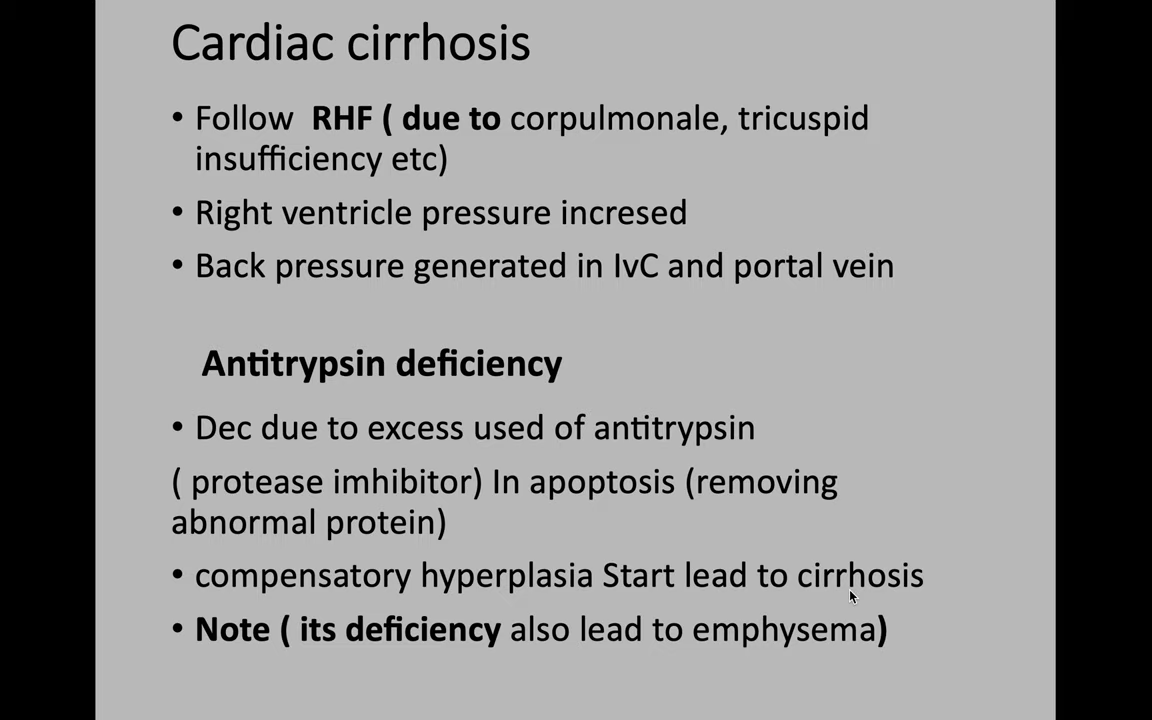 Cardiac cirrhosis
• Follow RHF ( due to corpulmonale, tricuspid
insufficiency etc)
• Right ventricle pressure incresed
• Back pressure generated in IvC and portal vein
Antitrypsin deficiency
• Dec due to excess used of antitrypsin
( protease imhibitor) In apoptosis (removing
abnormal protein)
• compensatory hyperplasia Start lead to cirrhosis
• Note ( its deficiency also lead to emphysema)